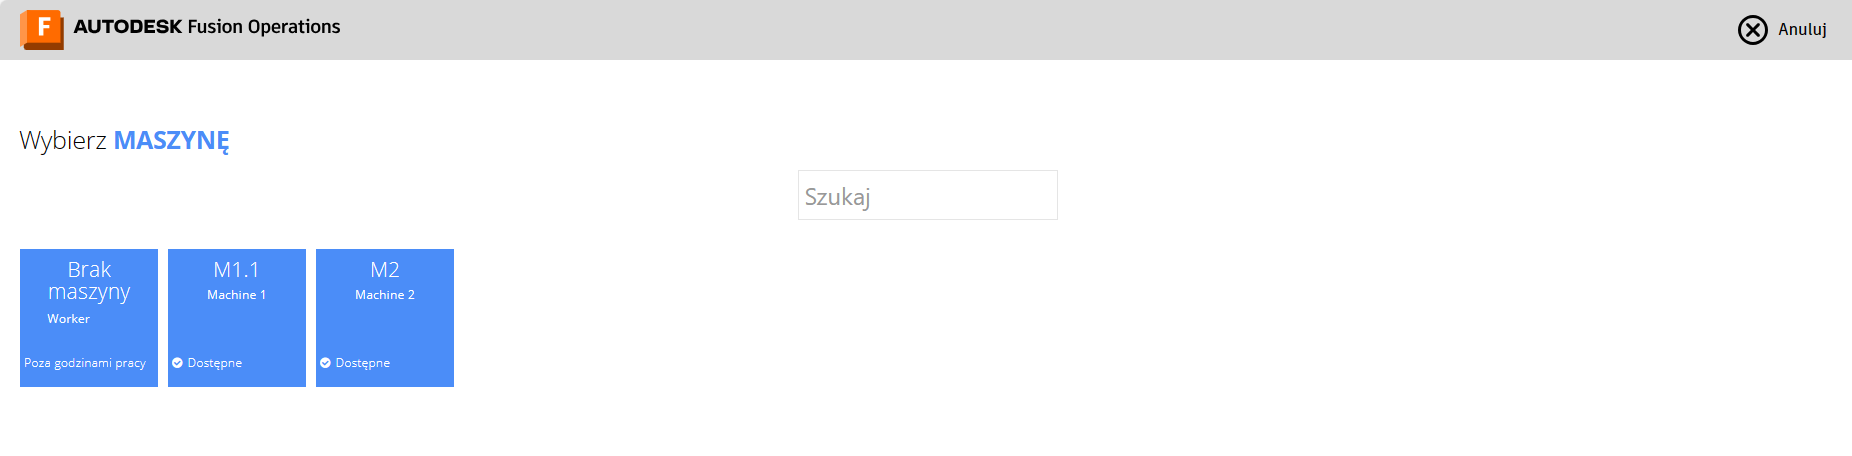 F AUTODESK Fusion Operations
Anuluj
Wybierz MASZYNĘ
Szukaj
Brak
maszyny
Worker
Poza godzinami pracy
M1.1
Machine 1
Dostępne
M2
Machine 2
Dostępne